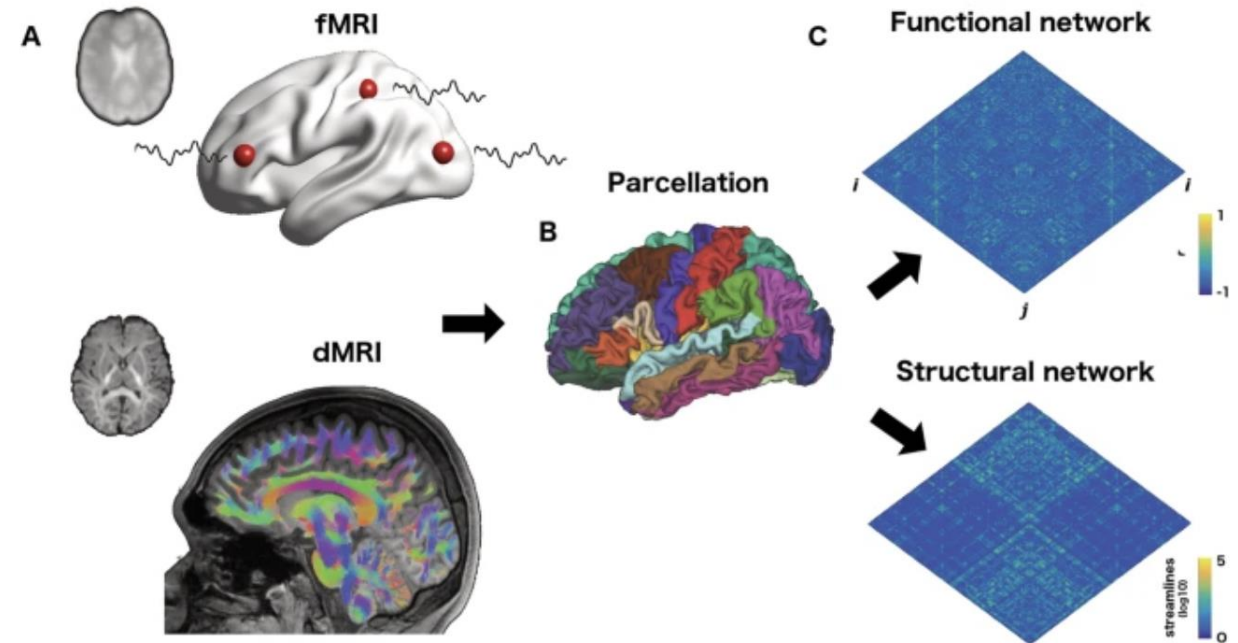 A
fMRI
dMRI
Parcellation
B
C
Functional network
i
i
j
1
r
-1
Structural network
5
streamlines
(log10)
0